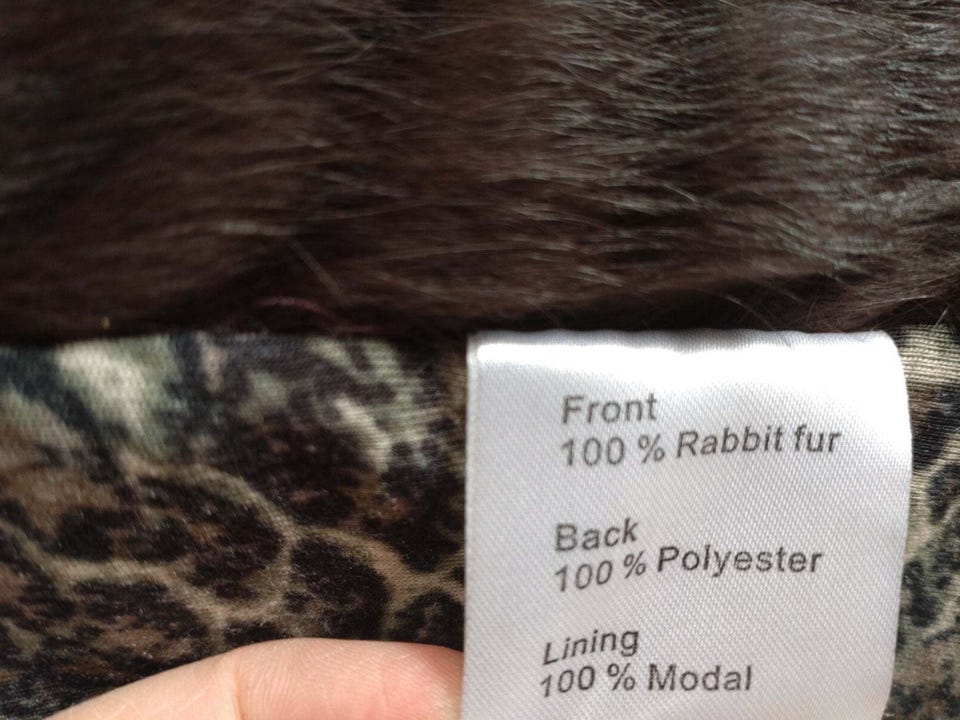 Front
100 % Rabbit fur
Back
100 % Polyester
Lining
100 % Modal